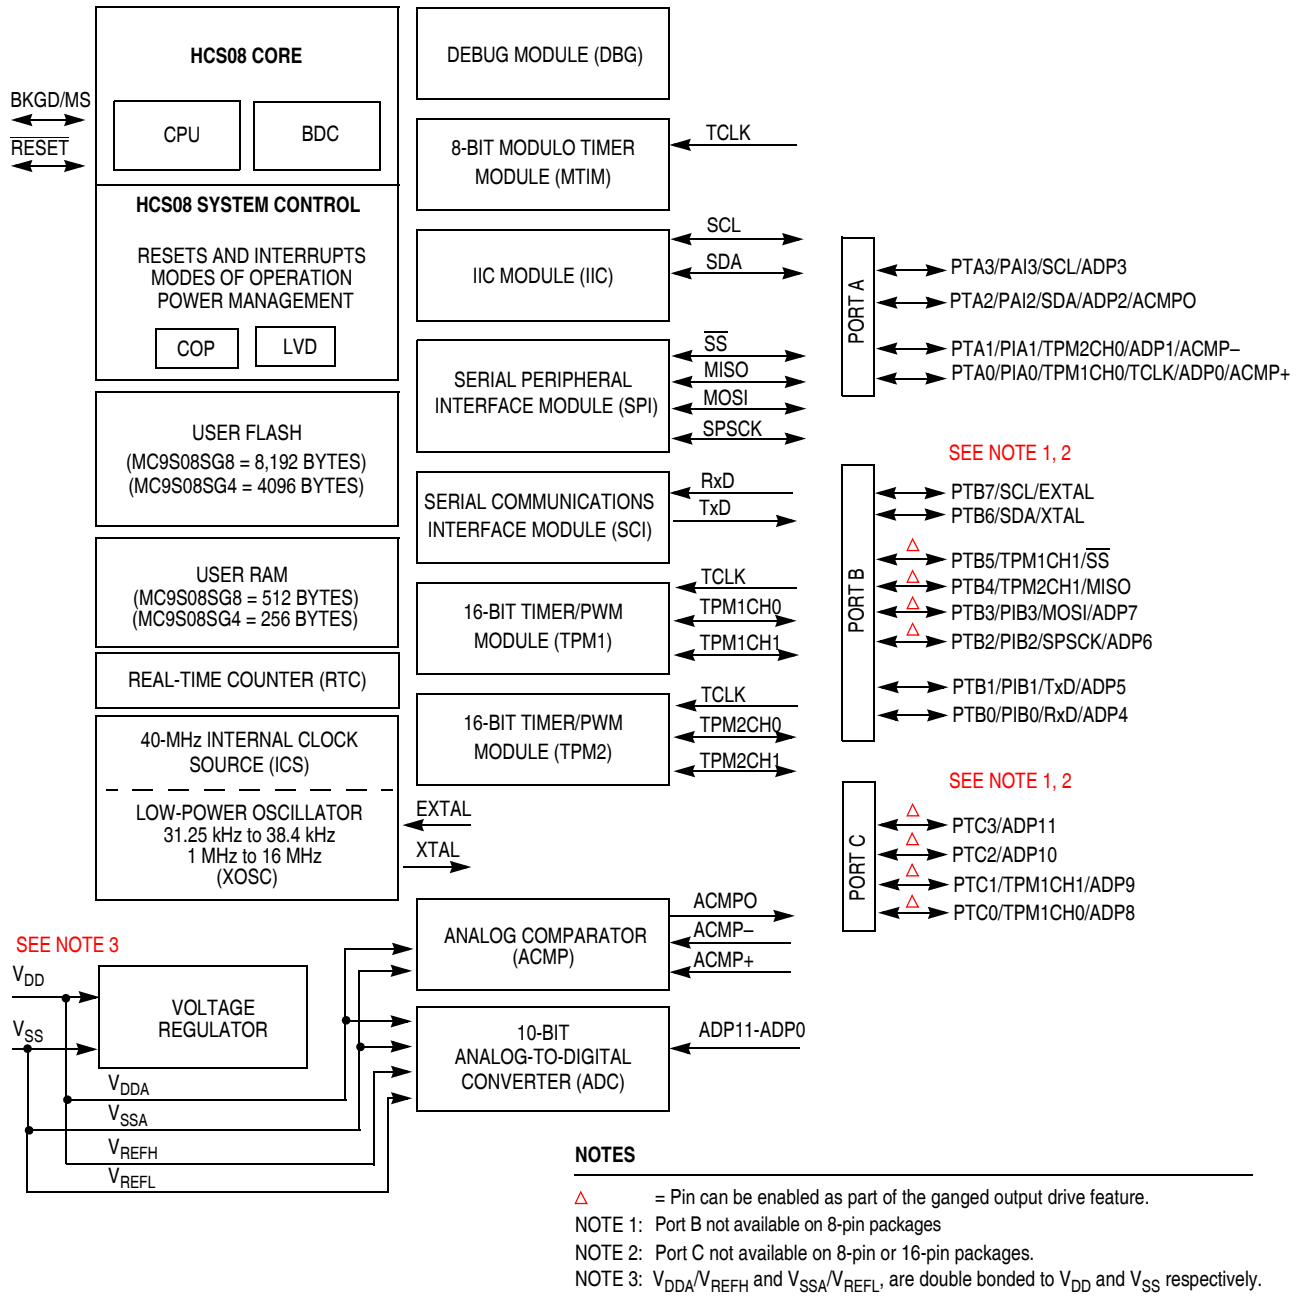 HCS08 CORE
BKGD/MS
RESET
CPU
BDC
HCS08 SYSTEM CONTROL
RESETS AND INTERRUPTS
MODES OF OPERATION
POWER MANAGEMENT
COP
LVD
USER FLASH
(MC9S08SG8 = 8,192 BYTES)
(MC9S08SG4 = 4096 BYTES)
USER RAM
(MC9S08SG8 = 512 BYTES)
(MC9S08SG4 = 256 BYTES)
REAL-TIME COUNTER (RTC)
40-MHz INTERNAL CLOCK
SOURCE (ICS)
LOW-POWER OSCILLATOR
31.25 kHz to 38.4 kHz
1 MHz to 16 MHz
(XOSC)
EXTAL
XTAL
SEE NOTE 3
VDD
VSS
VOLTAGE
REGULATOR
VDDA
VSSA
VREFH
VREFL
DEBUG MODULE (DBG)
8-BIT MODULO TIMER
MODULE (MTIM)
TCLK
IIC MODULE (IIC)
SCL
SDA
SERIAL PERIPHERAL
INTERFACE MODULE (SPI)
SS
MISO
MOSI
SPSCK
SERIAL COMMUNICATIONS
INTERFACE MODULE (SCI)
RxD
TxD
16-BIT TIMER/PWM
MODULE (TPM1)
TCLK
TPM1CH0
TPM1CH1
16-BIT TIMER/PWM
MODULE (TPM2)
TCLK
TPM2CH0
TPM2CH1
ANALOG COMPARATOR
(ACMP)
ACMPO
ACMP–
ACMP+
10-BIT
ANALOG-TO-DIGITAL
CONVERTER (ADC)
ADP11-ADP0
PORT A
PTA3/PAI3/SCL/ADP3
PTA2/PAI2/SDA/ADP2/ACMPO
PTA1/PIA1/TPM2CH0/ADP1/ACMP–
PTA0/PIA0/TPM1CH0/TCLK/ADP0/ACMP+
SEE NOTE 1, 2
PORT B
PTB7/SCL/EXTAL
PTB6/SDA/XTAL
Δ PTB5/TPM1CH1/SS
Δ PTB4/TPM2CH1/MISO
Δ PTB3/PIB3/MOSI/ADP7
Δ PTB2/PIB2/SPSCK/ADP6
PTB1/PIB1/TxD/ADP5
PTB0/PIB0/RxD/ADP4
SEE NOTE 1, 2
PORT C
Δ PTC3/ADP11
Δ PTC2/ADP10
Δ PTC1/TPM1CH1/ADP9
Δ PTC0/TPM1CH0/ADP8
NOTES
Δ = Pin can be enabled as part of the ganged output drive feature.
NOTE 1: Port B not available on 8-pin packages
NOTE 2: Port C not available on 8-pin or 16-pin packages.
NOTE 3: VDDA/VREFH and VSSA/VREFL, are double bonded to VDD and VSS respectively.